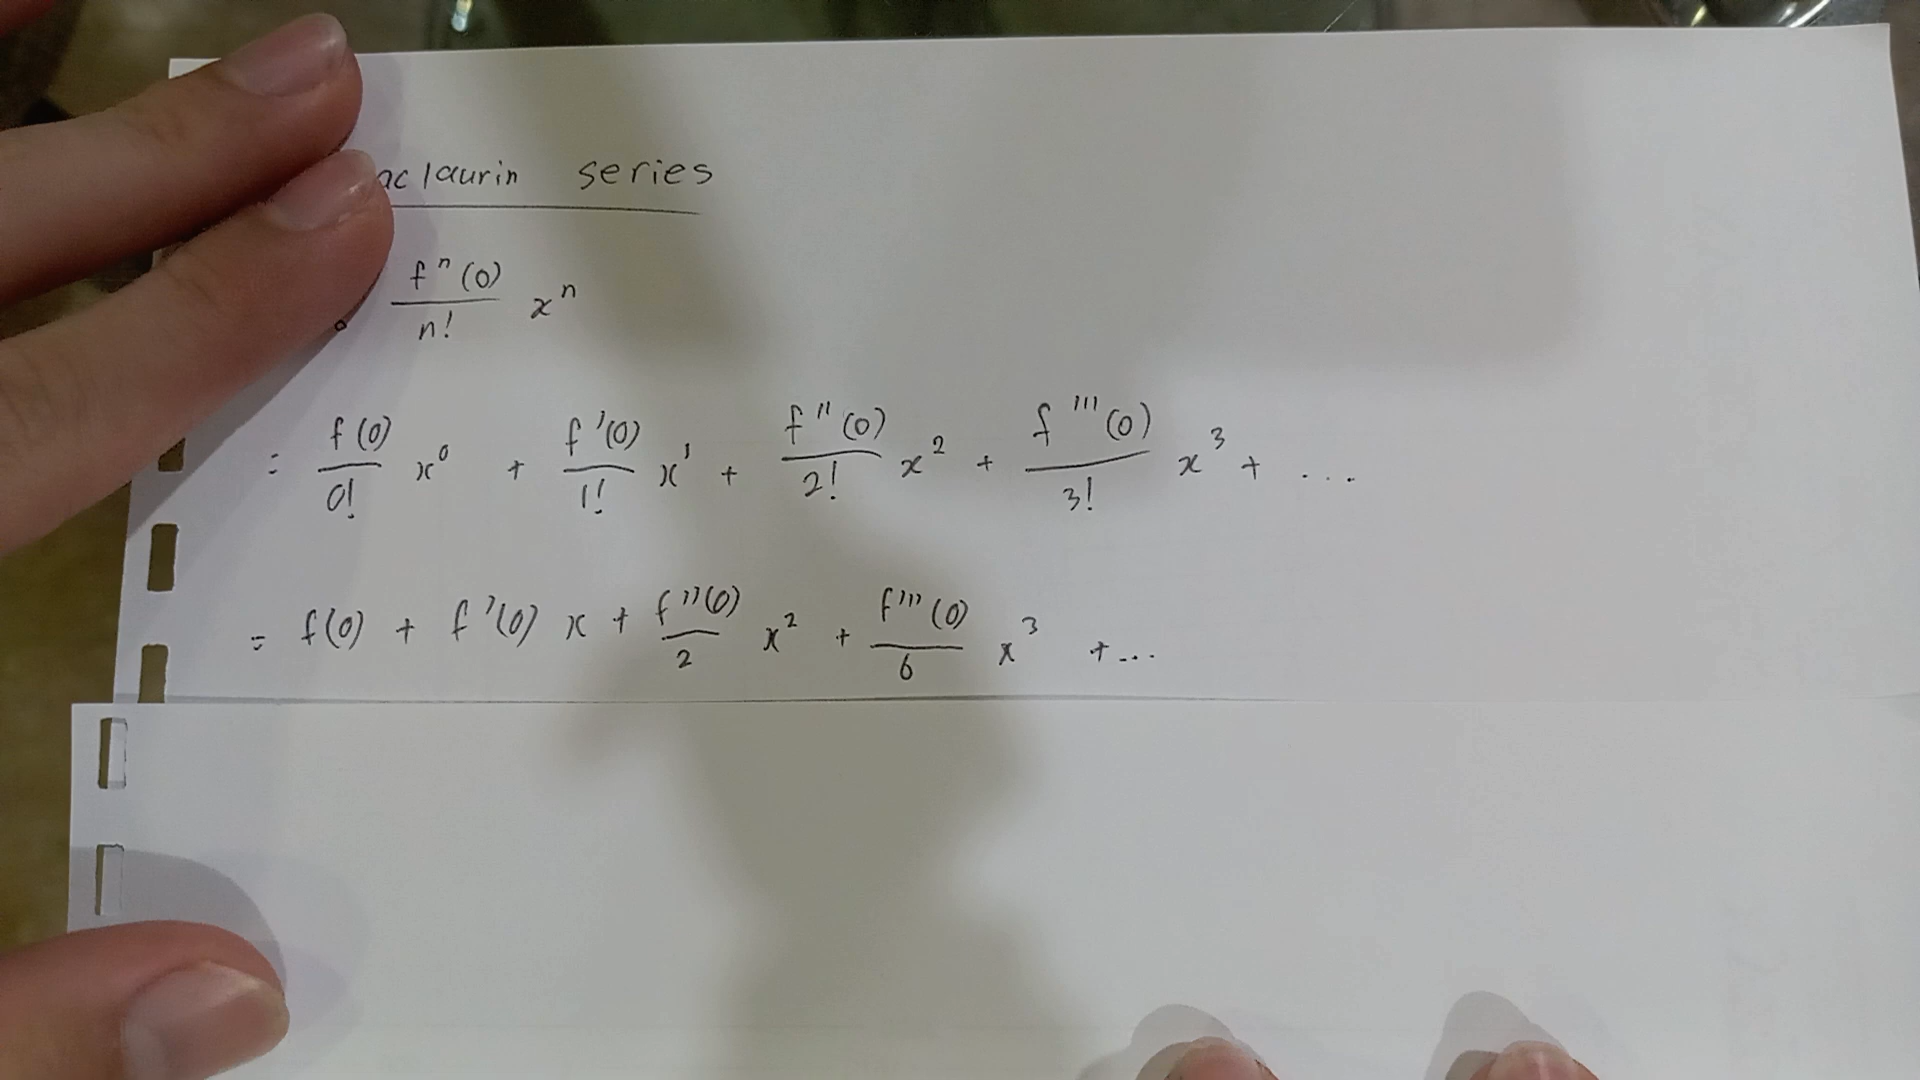 aclaurin series
f^n(0)/n! x^n
= f(0)/0! x^0 + f'(0)/1! x^1 + f''(0)/2! x^2 + f'''(0)/3! x^3 + ...
= f(0) + f'(0) x + f''(0)/2 x^2 + f'''(0)/6 x^3 + ...